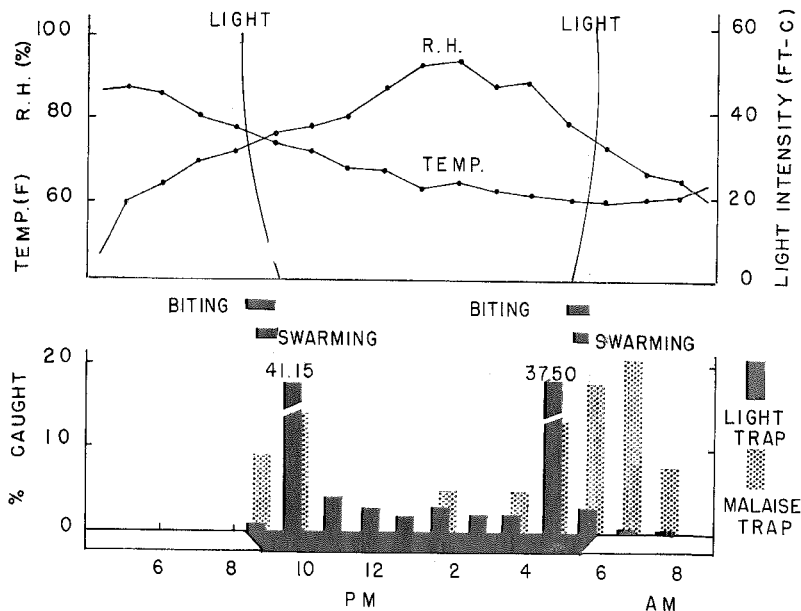 LIGHT
LIGHT
100
80
60
R. H. (%)
TEMP. (F)
R.H.
TEMP.
60
40
20
0
LIGHT INTENSITY (FT-C)
BITING
SWARMING
BITING
SWARMING
20
10
0
% CAUGHT
41.15
37.50
LIGHT
TRAP
MALAISE
TRAP
6 8 10 12 2 4 6 8
PM AM